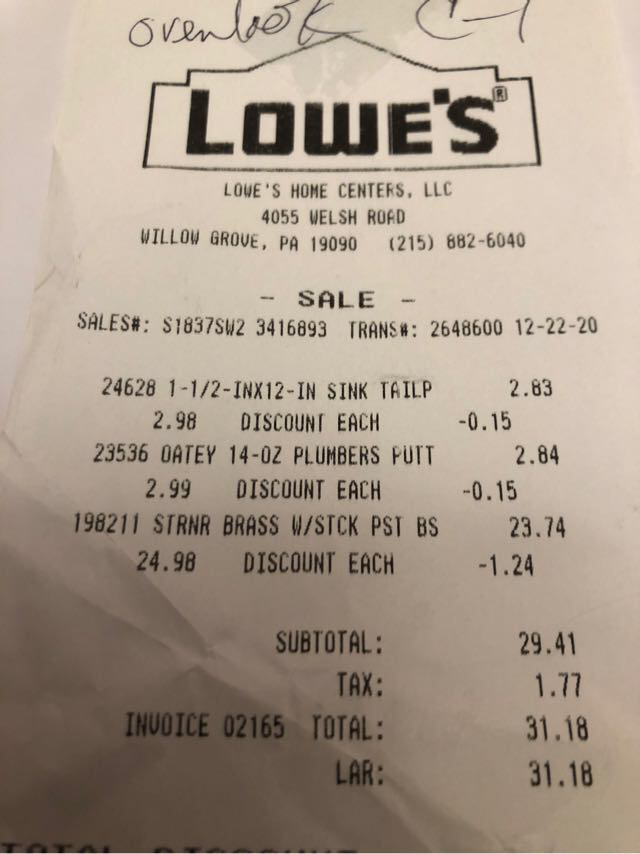 overlook C-1
LOWE'S®
LOWE'S HOME CENTERS, LLC
4055 WELSH ROAD
WILLOW GROVE, PA 19090 (215) 882-6040
- SALE -
SALES#: S1837SW2 3416893 TRANS#: 2648600 12-22-20
24628 1-1/2-INX12-IN SINK TAILP 2.83
2.98 DISCOUNT EACH -0.15
23536 OATEY 14-OZ PLUMBERS PUTT 2.84
2.99 DISCOUNT EACH -0.15
198211 STRNR BRASS W/STCK PST BS 23.74
24.98 DISCOUNT EACH -1.24
SUBTOTAL: 29.41
TAX: 1.77
INVOICE 02165 TOTAL: 31.18
LAR: 31.18
TOTAL DISCOUNT